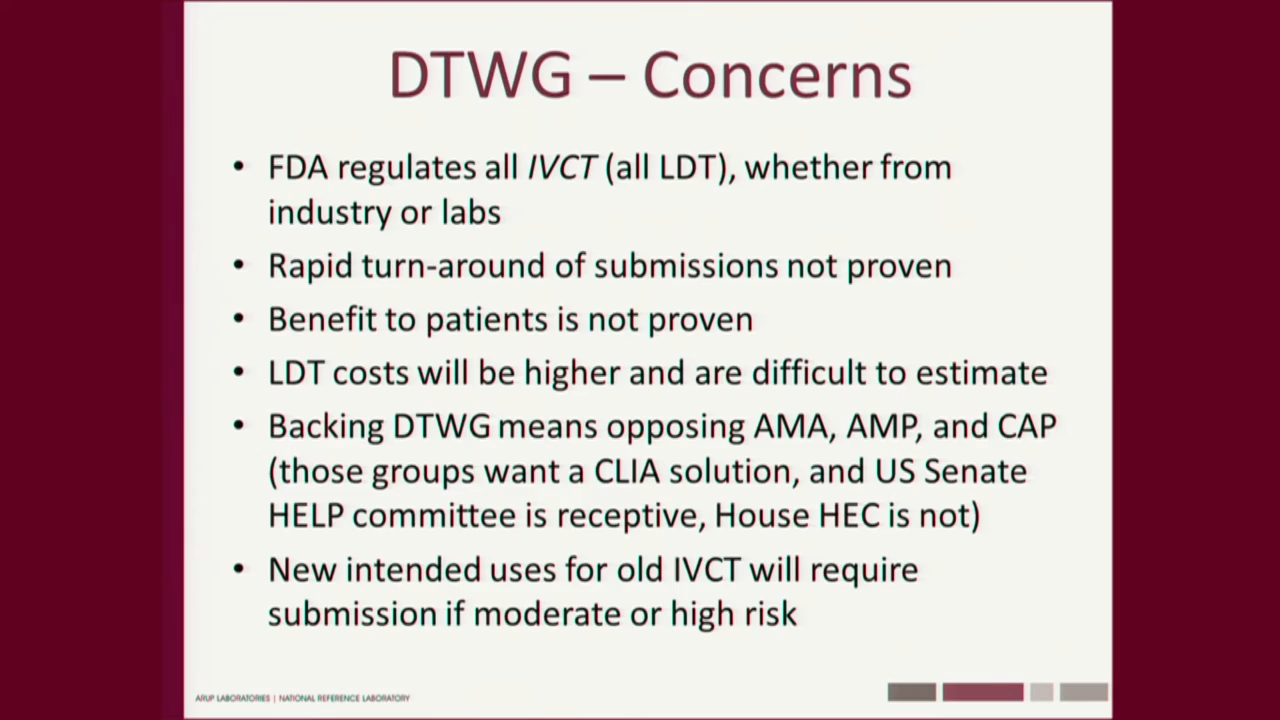 DTWG – Concerns
• FDA regulates all IVCT (all LDT), whether from
industry or labs
• Rapid turn-around of submissions not proven
• Benefit to patients is not proven
• LDT costs will be higher and are difficult to estimate
• Backing DTWG means opposing AMA, AMP, and CAP
(those groups want a CLIA solution, and US Senate
HELP committee is receptive, House HEC is not)
• New intended uses for old IVCT will require
submission if moderate or high risk
ARUP LABORATORIES | NATIONAL REFERENCE LABORATORY